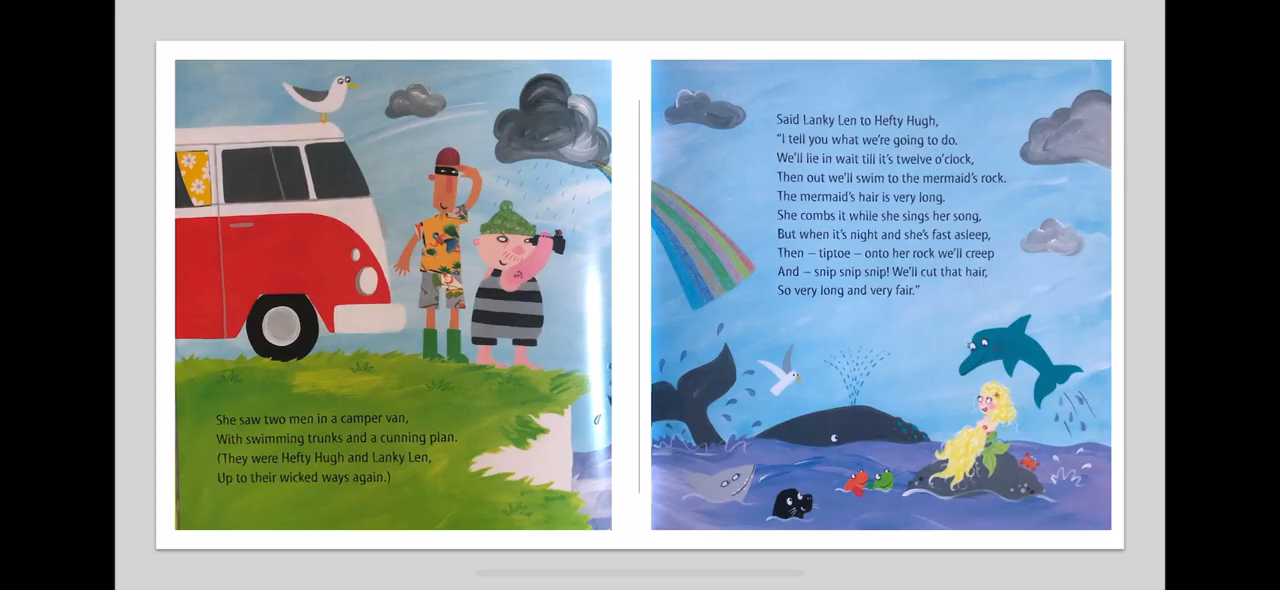 She saw two men in a camper van,
With swimming trunks and a cunning plan.
(They were Hefty Hugh and Lanky Len,
Up to their wicked ways again.)
Said Lanky Len to Hefty Hugh,
“I tell you what we’re going to do.
We’ll lie in wait till it’s twelve o’clock,
Then out we’ll swim to the mermaid’s rock.
The mermaid’s hair is very long.
She combs it while she sings her song,
But when it’s night and she’s fast asleep,
Then – tiptoe – onto her rock we’ll creep
And – snip snip snip! We’ll cut that hair,
So very long and very fair.”